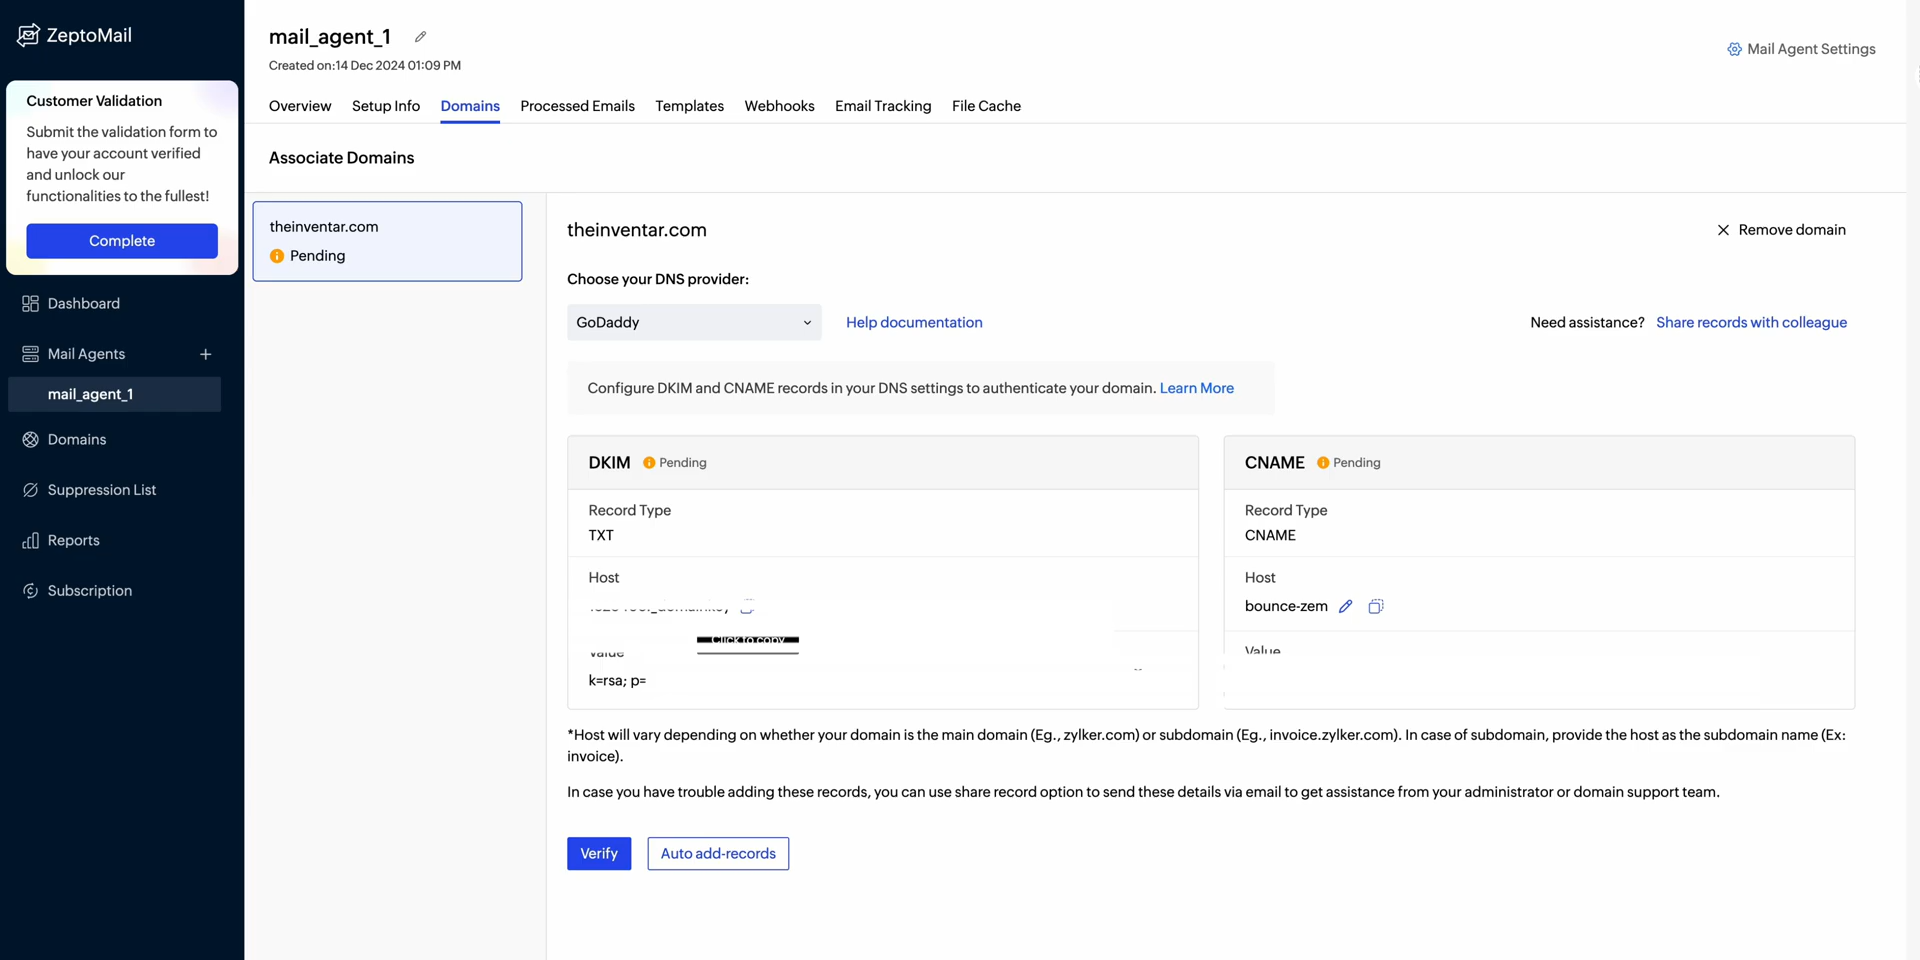 ZeptoMail
Customer Validation
Submit the validation form to
have your account verified
and unlock our
functionalities to the fullest!
Complete
Dashboard
Mail Agents
mail_agent_1
Domains
Suppression List
Reports
Subscription
mail_agent_1
Created on:14 Dec 2024 01:09 PM
Mail Agent Settings
Overview Setup Info Domains Processed Emails Templates Webhooks Email Tracking File Cache
Associate Domains
theinventar.com
Pending
theinventar.com
Remove domain
Choose your DNS provider:
GoDaddy
Help documentation
Need assistance? Share records with colleague
Configure DKIM and CNAME records in your DNS settings to authenticate your domain. Learn More
DKIM Pending
Record Type
TXT
Host
Click to copy
Value
k=rsa; p=
CNAME Pending
Record Type
CNAME
Host
bounce-zem
Value
*Host will vary depending on whether your domain is the main domain (Eg., zylker.com) or subdomain (Eg., invoice.zylker.com). In case of subdomain, provide the host as the subdomain name (Ex:
invoice).
In case you have trouble adding these records, you can use share record option to send these details via email to get assistance from your administrator or domain support team.
Verify
Auto add-records